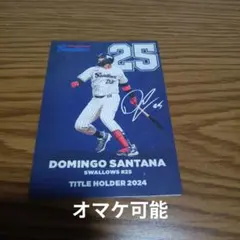 25
DOMINGO SANTANA
SWALLOWS #25
TITLE HOLDER 2024
オマケ可能